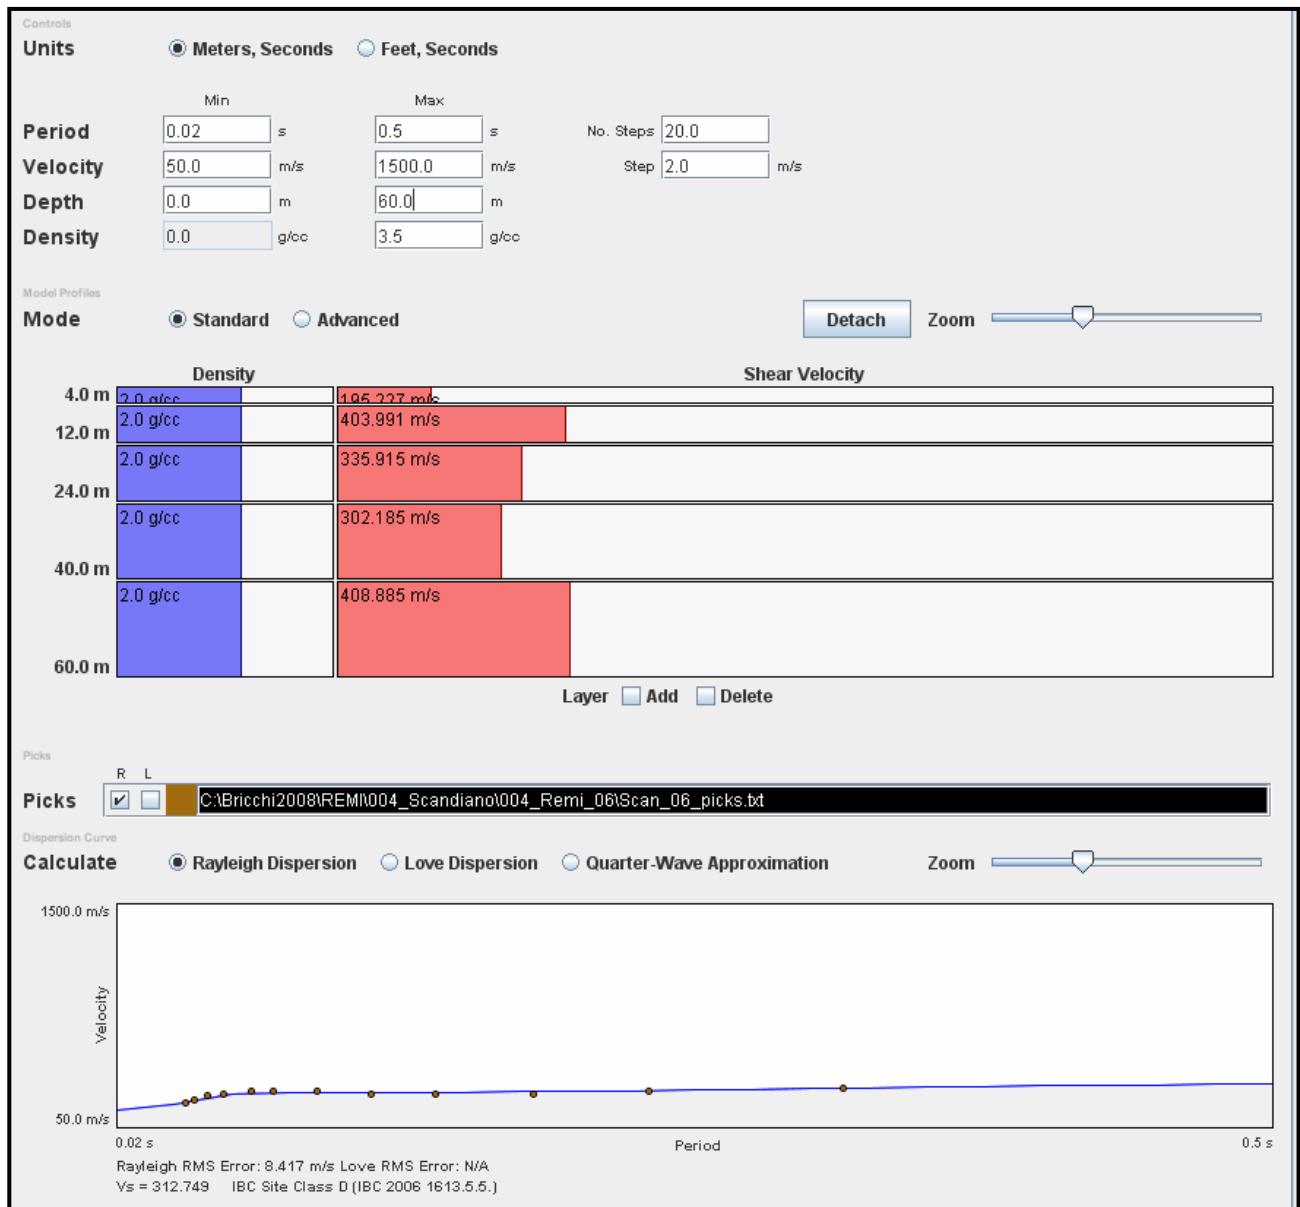 Controls
Units Meters, Seconds Feet, Seconds
Min Max
Period 0.02 s 0.5 s No. Steps 20.0
Velocity 50.0 m/s 1500.0 m/s Step 2.0 m/s
Depth 0.0 m 60.0 m
Density 0.0 g/cc 3.5 g/cc
Model Profiles
Mode Standard Advanced Detach Zoom
Density Shear Velocity
4.0 m 2.0 g/cc 195.227 m/s
12.0 m 2.0 g/cc 403.991 m/s
24.0 m 2.0 g/cc 335.915 m/s
40.0 m 2.0 g/cc 302.185 m/s
60.0 m 2.0 g/cc 408.885 m/s
Layer Add Delete
Picks
R L
Picks C:\Bricchi2008\REMI\004_Scandiano\004_Remi_06\Scan_06_picks.txt
Dispersion Curve
Calculate Rayleigh Dispersion Love Dispersion Quarter-Wave Approximation Zoom
1500.0 m/s
Velocity
50.0 m/s
0.02 s Period 0.5 s
Rayleigh RMS Error: 8.417 m/s Love RMS Error: N/A
Vs = 312.749 IBC Site Class D (IBC 2006 1613.5.5.)